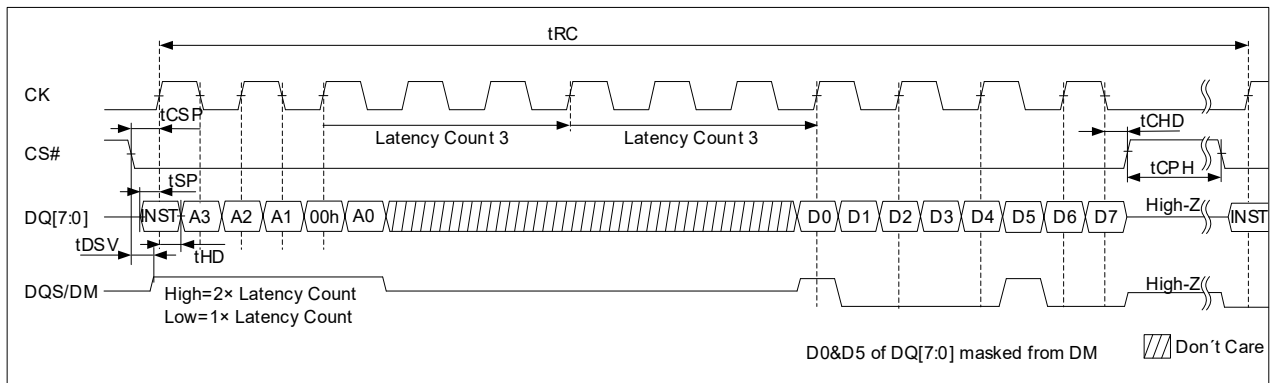 tRC
CK
tCSP
Latency Count 3 Latency Count 3
tCHD
CS#
tCPH
tSP
DQ[7:0] INST A3 A2 A1 00h A0 D0 D1 D2 D3 D4 D5 D6 D7 High-Z INST
tDSV tHD
DQS/DM High=2× Latency Count High-Z
Low=1× Latency Count
D0&D5 of DQ[7:0] masked from DM Don´t Care